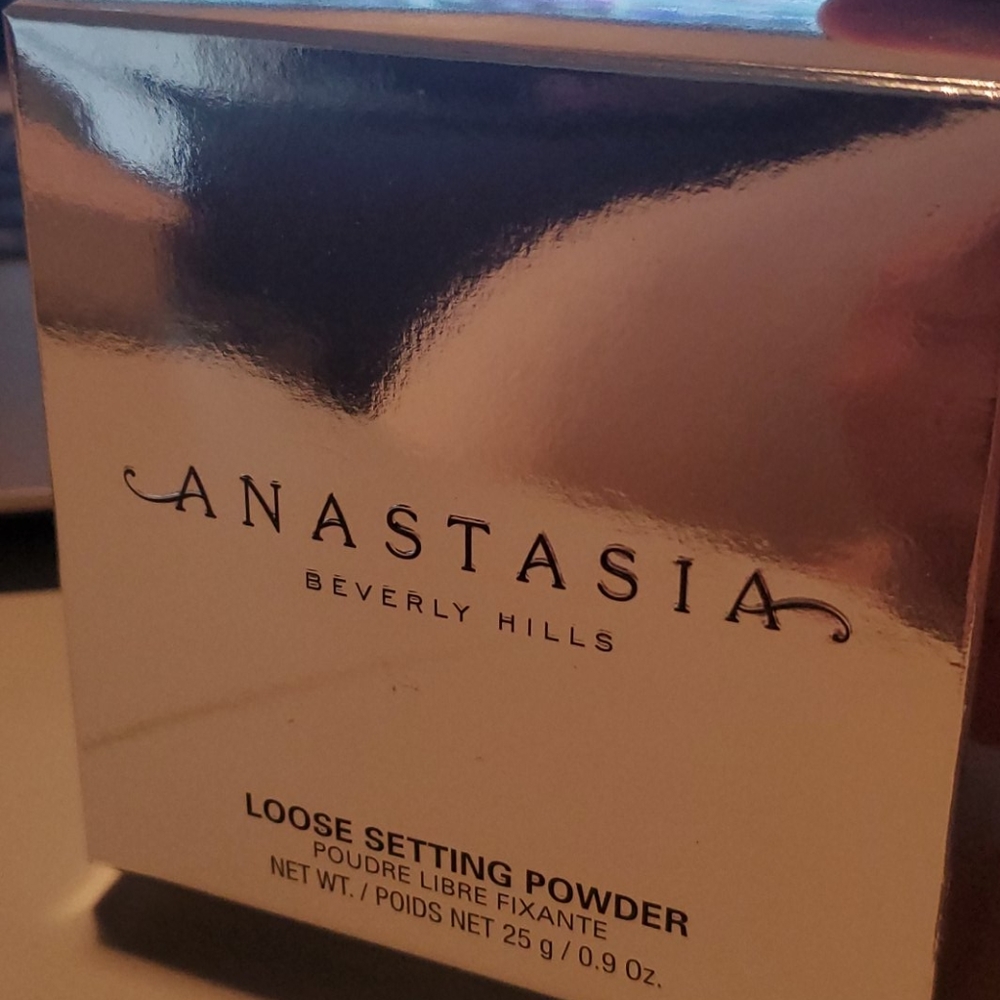 ANASTASIA
BEVERLY HILLS
LOOSE SETTING POWDER
POUDRE LIBRE FIXANTE
NET WT. / POIDS NET 25 g / 0.9 Oz.